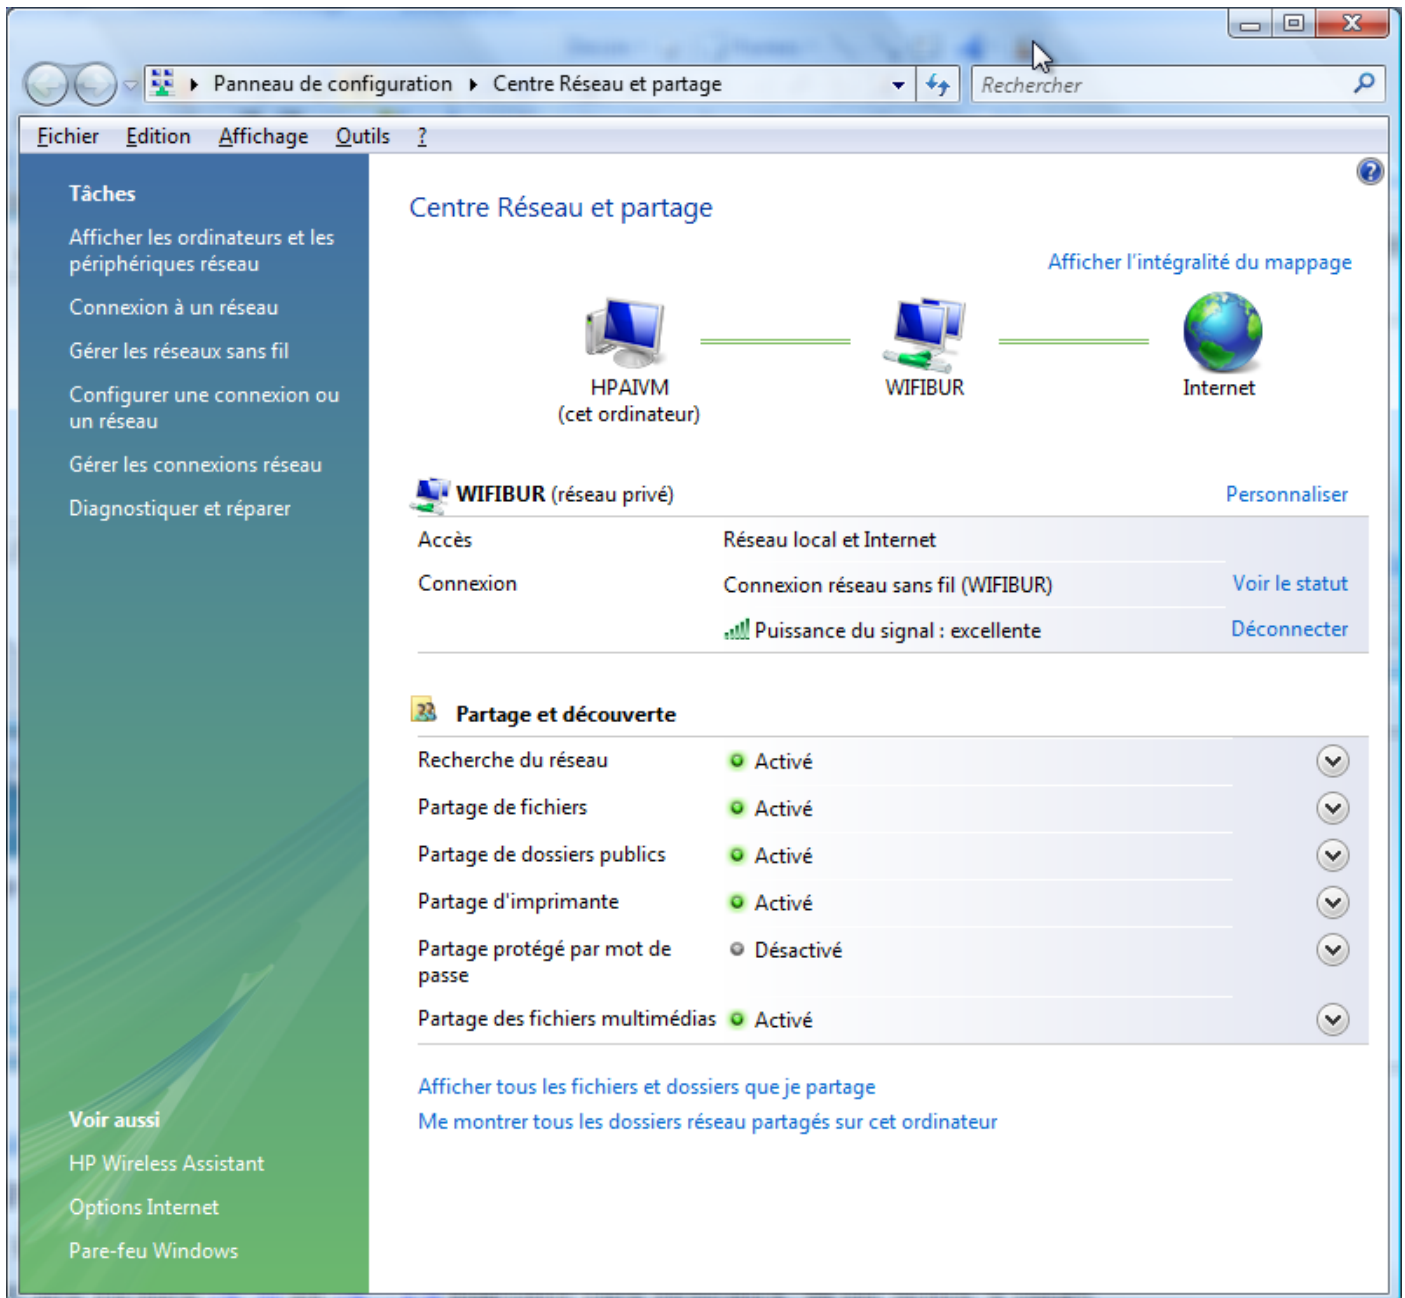 Panneau de configuration ▸ Centre Réseau et partage
Rechercher
Fichier Edition Affichage Outils ?
Tâches
Afficher les ordinateurs et les
périphériques réseau
Connexion à un réseau
Gérer les réseaux sans fil
Configurer une connexion ou
un réseau
Gérer les connexions réseau
Diagnostiquer et réparer
Voir aussi
HP Wireless Assistant
Options Internet
Pare-feu Windows
Centre Réseau et partage
Afficher l'intégralité du mappage
HPAIVM
(cet ordinateur)
WIFIBUR
Internet
WIFIBUR (réseau privé) Personnaliser
Accès Réseau local et Internet
Connexion Connexion réseau sans fil (WIFIBUR) Voir le statut
Puissance du signal : excellente Déconnecter
Partage et découverte
Recherche du réseau Activé
Partage de fichiers Activé
Partage de dossiers publics Activé
Partage d'imprimante Activé
Partage protégé par mot de Désactivé
passe
Partage des fichiers multimédias Activé
Afficher tous les fichiers et dossiers que je partage
Me montrer tous les dossiers réseau partagés sur cet ordinateur